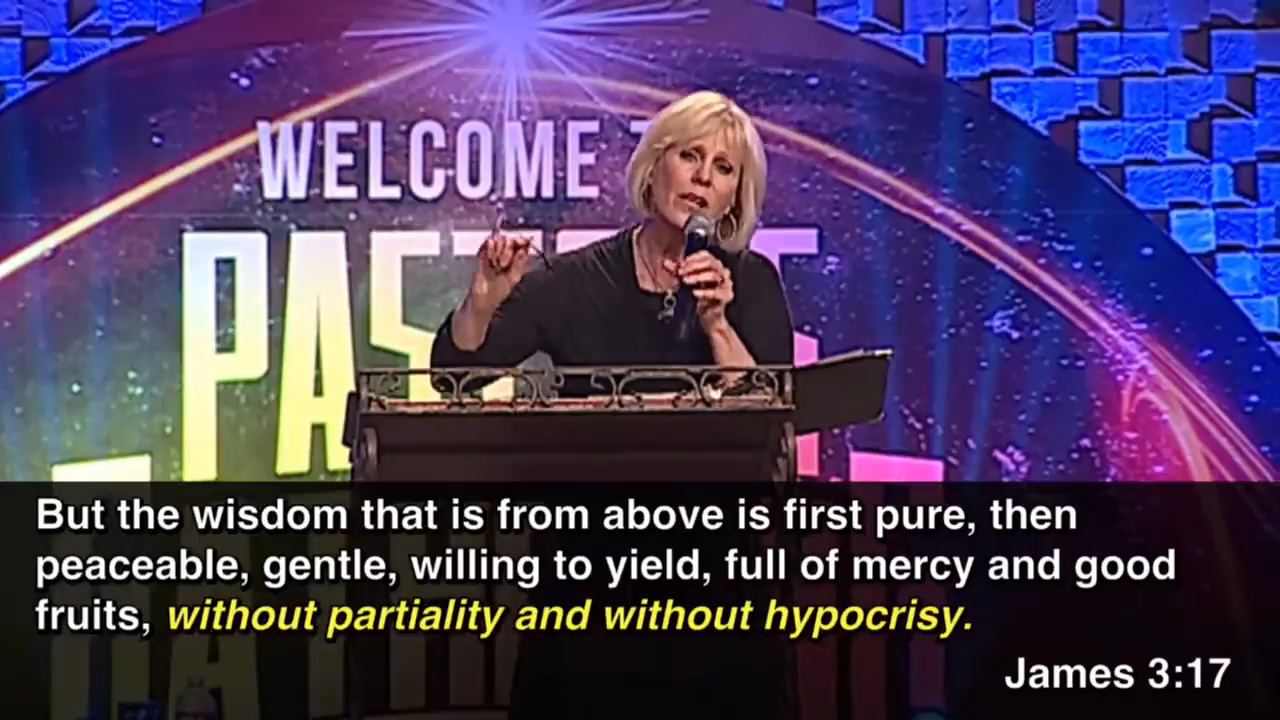 WELCOME
But the wisdom that is from above is first pure, then
peaceable, gentle, willing to yield, full of mercy and good
fruits, without partiality and without hypocrisy.
James 3:17